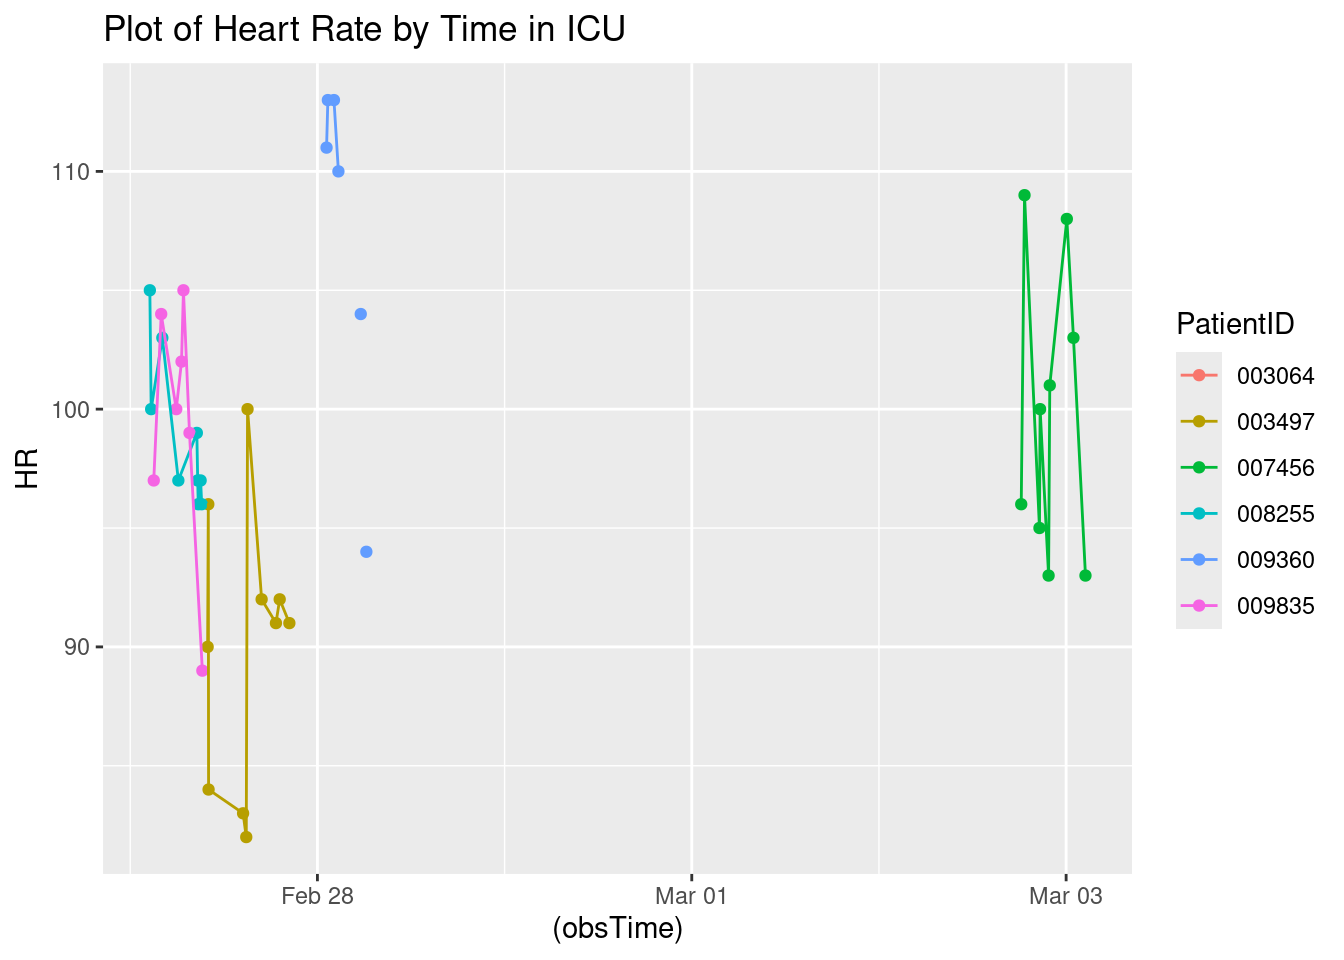 Plot of Heart Rate by Time in ICU
110
100
90
HR
Feb 28
Mar 01
Mar 03
(obsTime)
PatientID
003064
003497
007456
008255
009360
009835